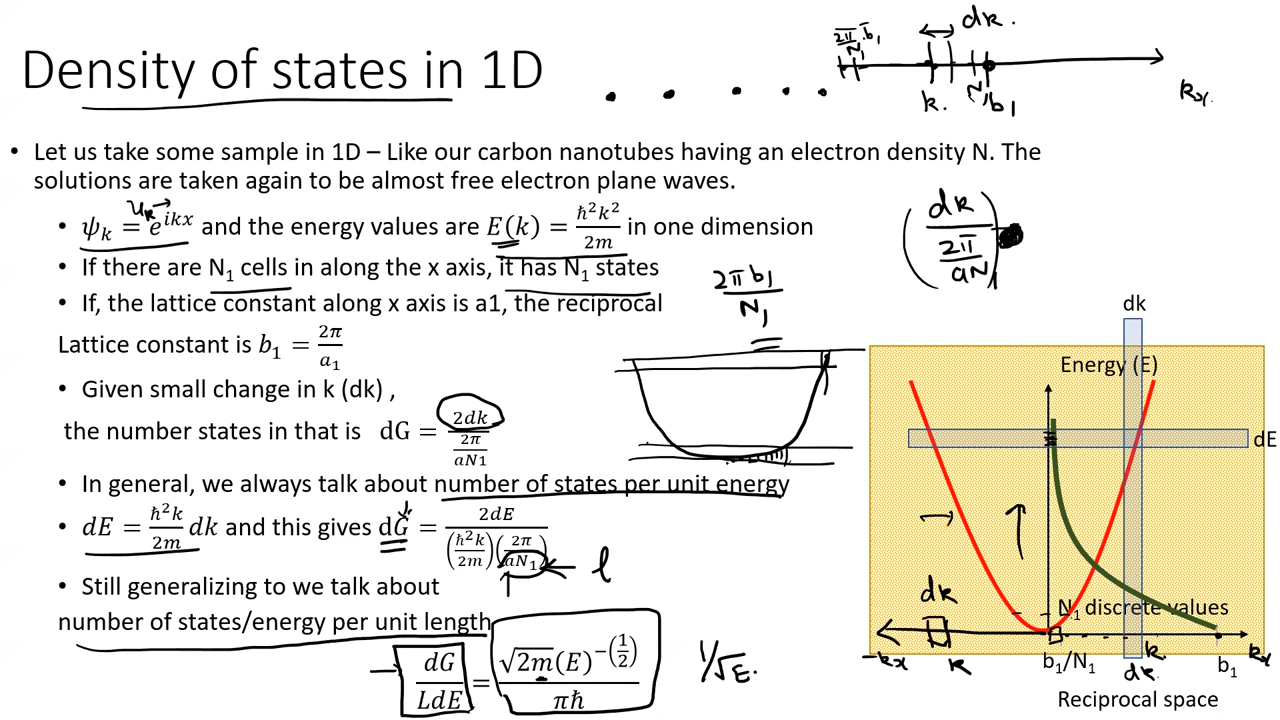 Density of states in 1D
dk.
2π/N₁ . b₁
k. N₁b₁ kx.
• Let us take some sample in 1D – Like our carbon nanotubes having an electron density N. The
solutions are taken again to be almost free electron plane waves.
• ψₖ = uₖ e^{ikx} and the energy values are E(k) = ℏ²k²/2m in one dimension
(dk / (2π/aN₁))
• If there are N₁ cells in along the x axis, it has N₁ states
2πb₁/N₁
• If, the lattice constant along x axis is a1, the reciprocal
Lattice constant is b₁ = 2π/a₁
• Given small change in k (dk) ,
the number states in that is dG = 2dk / (2π/aN1)
• In general, we always talk about number of states per unit energy
• dE = ℏ²k/2m dk and this gives dG = 2dE / ((ℏ²k/2m)(2π/aN₁))
l
• Still generalizing to we talk about
number of states/energy per unit length
dG/LdE = √2m(E)^{−(1/2)} / πℏ
1/√E.
dk
Energy (E)
dE
dk
N₁ discrete values
-kx k b₁/N₁ k. dk. b₁ kx
Reciprocal space